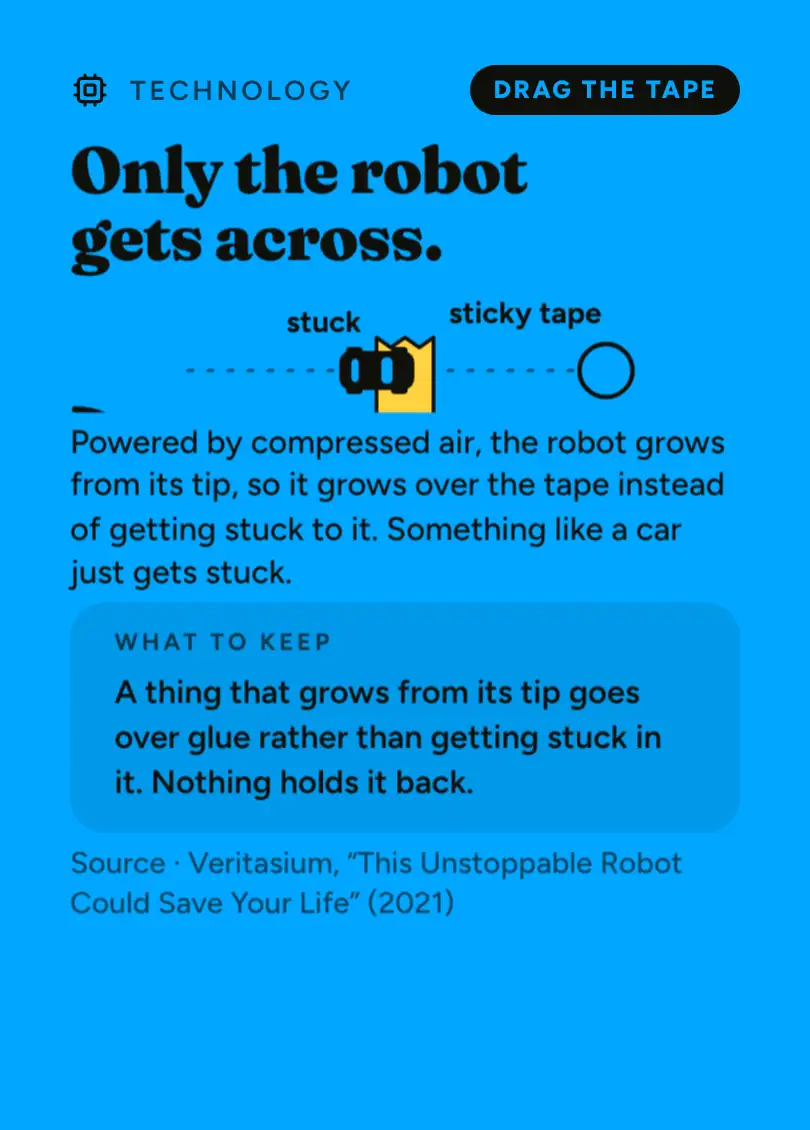 TECHNOLOGY
DRAG THE TAPE
Only the robot
gets across.
stuck
sticky tape
Powered by compressed air, the robot grows
from its tip, so it grows over the tape instead
of getting stuck to it. Something like a car
just gets stuck.
WHAT TO KEEP
A thing that grows from its tip goes
over glue rather than getting stuck in
it. Nothing holds it back.
Source · Veritasium, “This Unstoppable Robot
Could Save Your Life” (2021)